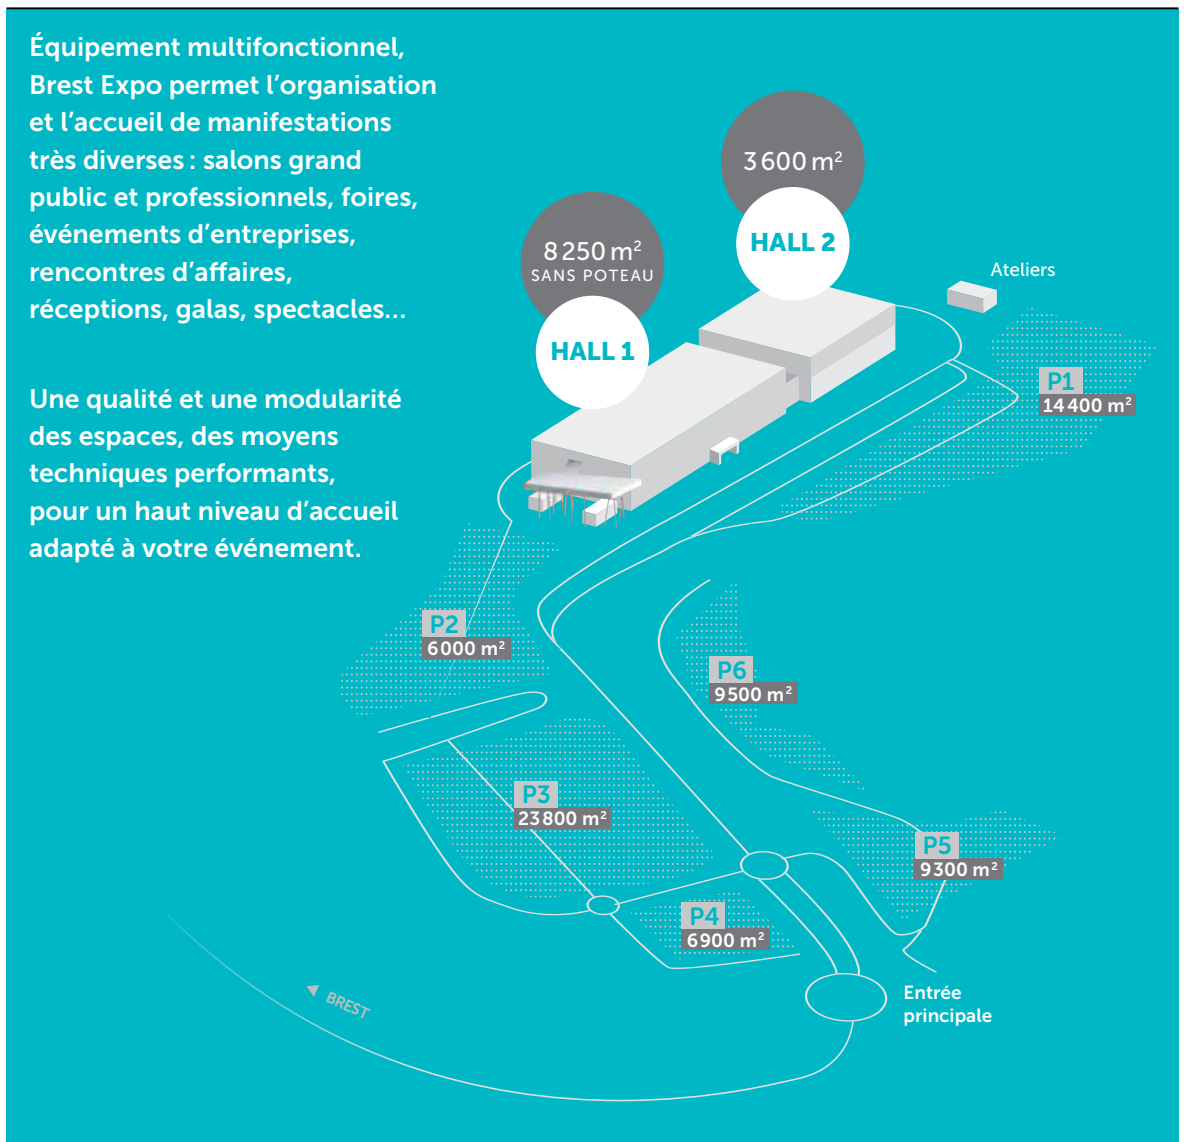 Équipement multifonctionnel,
Brest Expo permet l’organisation
et l’accueil de manifestations
très diverses : salons grand
public et professionnels, foires,
événements d’entreprises,
rencontres d’affaires,
réceptions, galas, spectacles…
Une qualité et une modularité
des espaces, des moyens
techniques performants,
pour un haut niveau d’accueil
adapté à votre événement.
3 600 m²
HALL 2
8 250 m²
SANS POTEAU
HALL 1
Ateliers
P1
14 400 m²
P2
6000 m²
P6
9500 m²
P3
23 800 m²
P5
9300 m²
P4
6900 m²
Entrée
principale
BREST